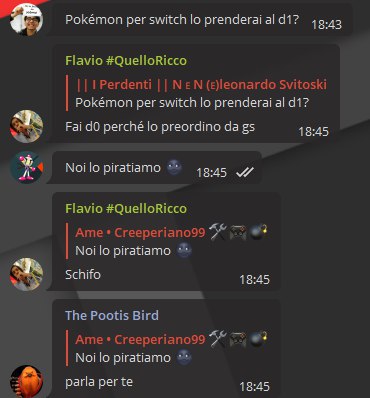 Pokémon per switch lo prenderai al d1? 18:43
Flavio #QuelloRicco
|| I Perdenti || N ᴇ N (ᴇ)leonardo Svitoski
Pokémon per switch lo prenderai al d1?
Fai d0 perché lo preordino da gs 18:45
Noi lo piratiamo 🌚 18:45
Flavio #QuelloRicco
Ame • Creeperiano99 🛠🎮💣
Noi lo piratiamo 🌚
Schifo 18:45
The Pootis Bird
Ame • Creeperiano99 🛠🎮💣
Noi lo piratiamo 🌚
parla per te 18:45